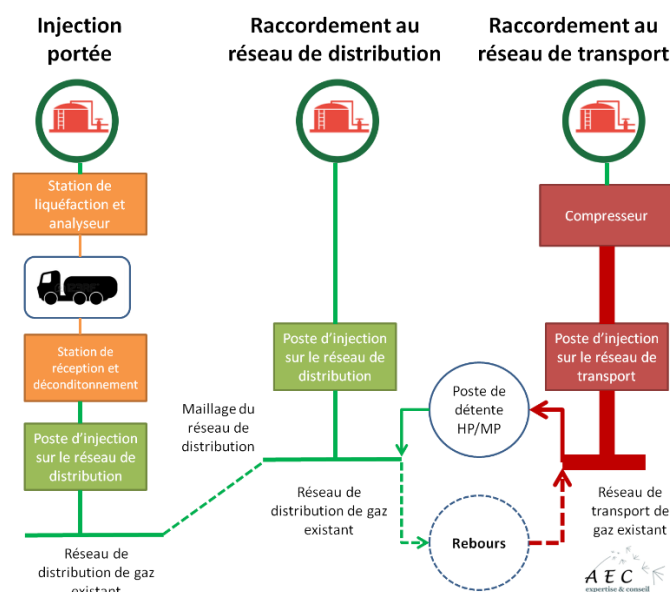 Injection
portée
Raccordement au
réseau de distribution
Raccordement au
réseau de transport
Station de
liquéfaction et
analyseur
Compresseur
Station de
réception et
déconditonnement
Poste d'injection
sur le réseau de
distribution
Poste d'injection
sur le réseau de
transport
Poste de
détente
HP/MP
Maillage du
réseau de
distribution
Poste d'injection
sur le réseau de
distribution
Réseau de
distribution de gaz
existant
Rebours
Réseau de
transport de
gaz existant
Réseau de
distribution de gaz
existant
AEC
expertise & conseil